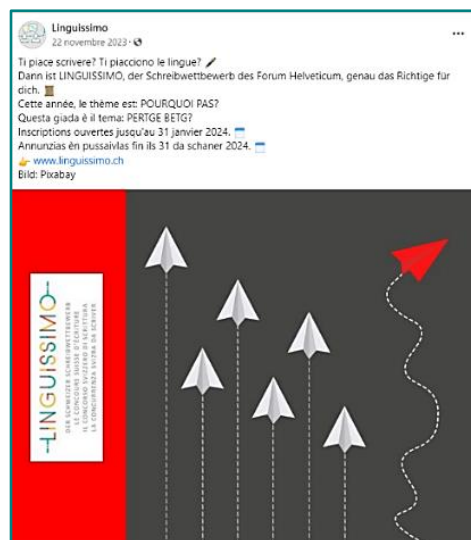 Linguissimo
22 novembre 2023 ·
Ti piace scrivere? Ti piacciono le lingue?
Dann ist LINGUISSIMO, der Schreibwettbewerb des Forum Helveticum, genau das Richtige für
dich.
Cette année, le thème est: POURQUOI PAS?
Questa giada è il tema: PERTGE BETG?
Inscriptions ouvertes jusqu'au 31 janvier 2024.
Annunzias èn pussaivlas fin ils 31 da schaner 2024.
www.linguissimo.ch
Bild: Pixabay
LINGUISSIMO
DER SCHWEIZER SCHREIBWETTBEWERB
LE CONCOURS SUISSE D'ÉCRITURE
IL CONCORSO SVIZZERO DI SCRITTURA
LA CONCURRENZA SVIZRA DA SCRIVER